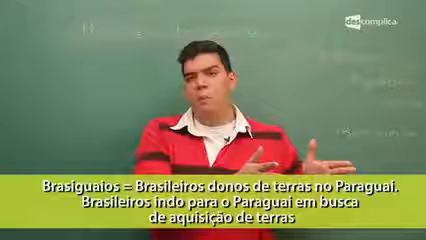 descomplica
Brasiguaios = Brasileiros donos de terras no Paraguai.
Brasileiros indo para o Paraguai em busca
de aquisição de terras